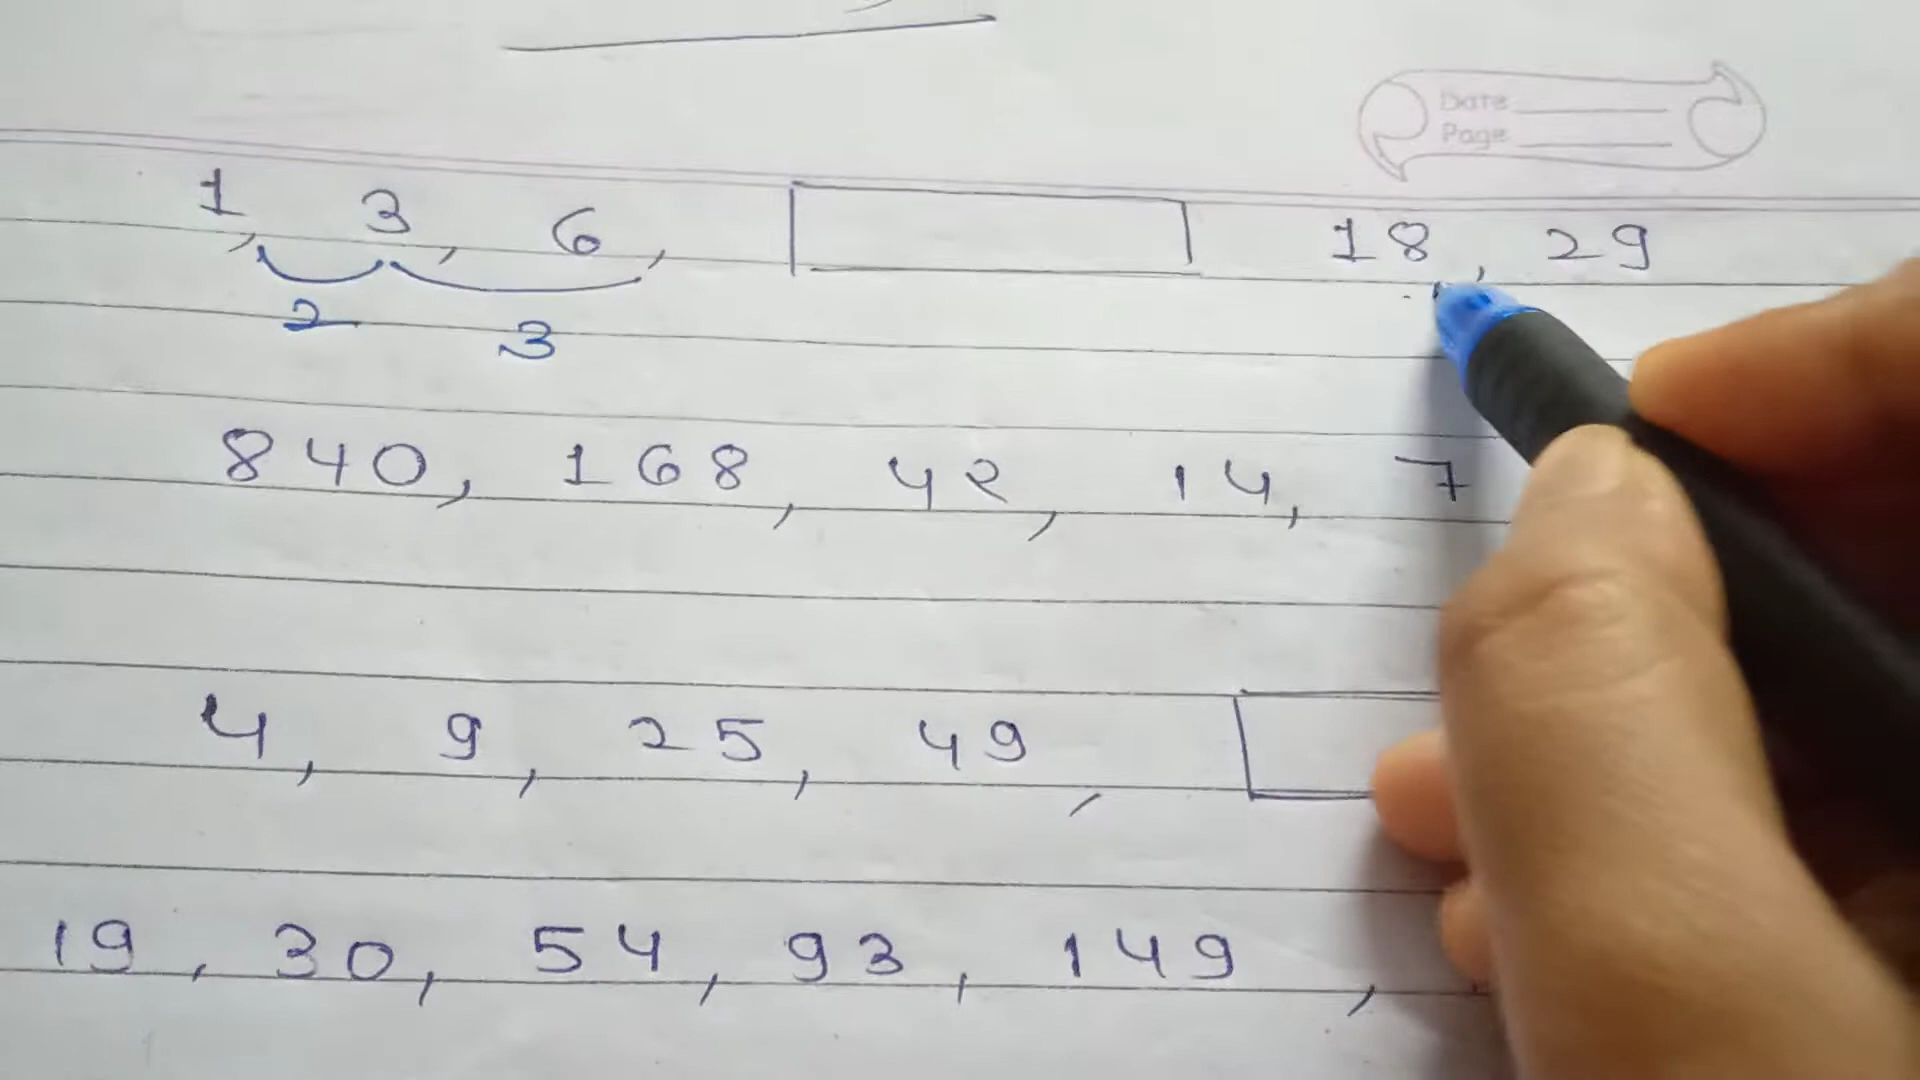 Date
Page
1, 3, 6, 18, 29
2 3
840, 168, 42, 14, 7
4, 9, 25, 49,
19, 30, 54, 93, 149,